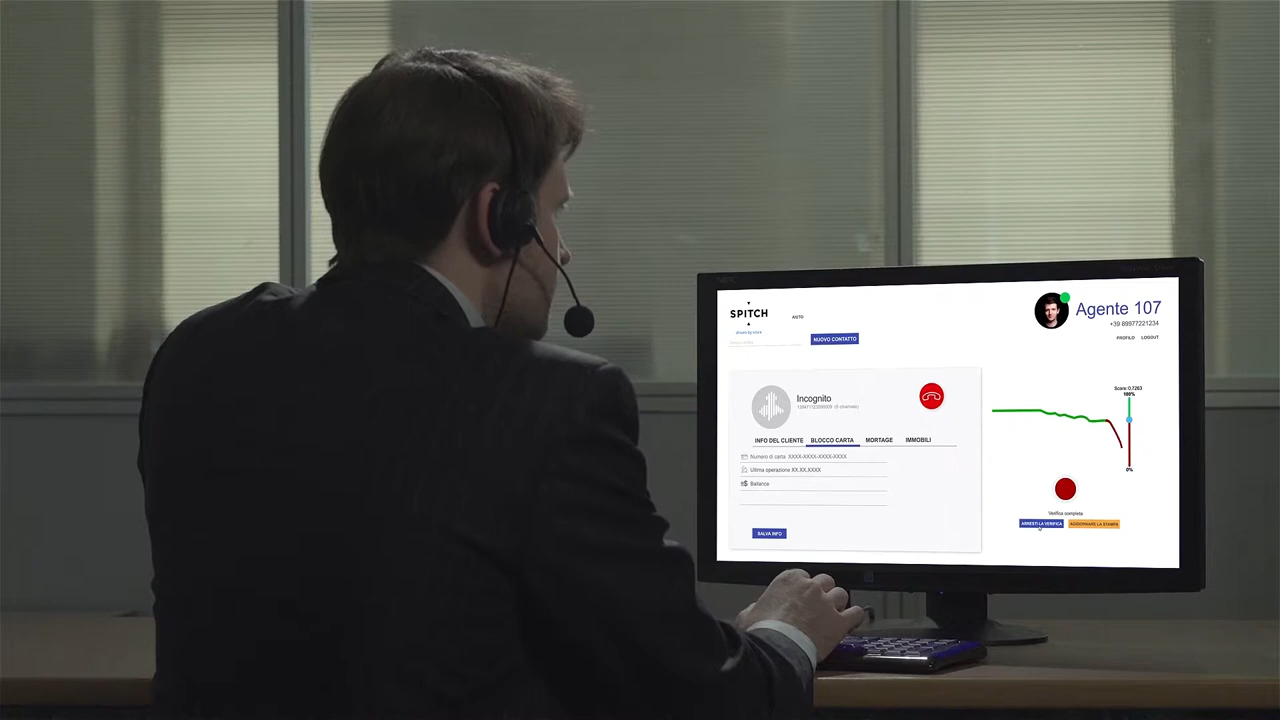 SPITCH
AIUTO
NUOVO CONTATTO
Agente 107
+39 89977221234
PROFILO LOGOUT
Incognito
INFO DEL CLIENTE BLOCCO CARTA MORTAGE IMMOBILI
Numero di carta XXXX-XXXX-XXXX-XXXX
Ultima operazione XX.XX.XXXX
Ballance
SALVA INFO
Score:0,7263
100%
0%
Verifica completa
ARRESTI LA VERIFICA AGGIORNARE LA STAMPA